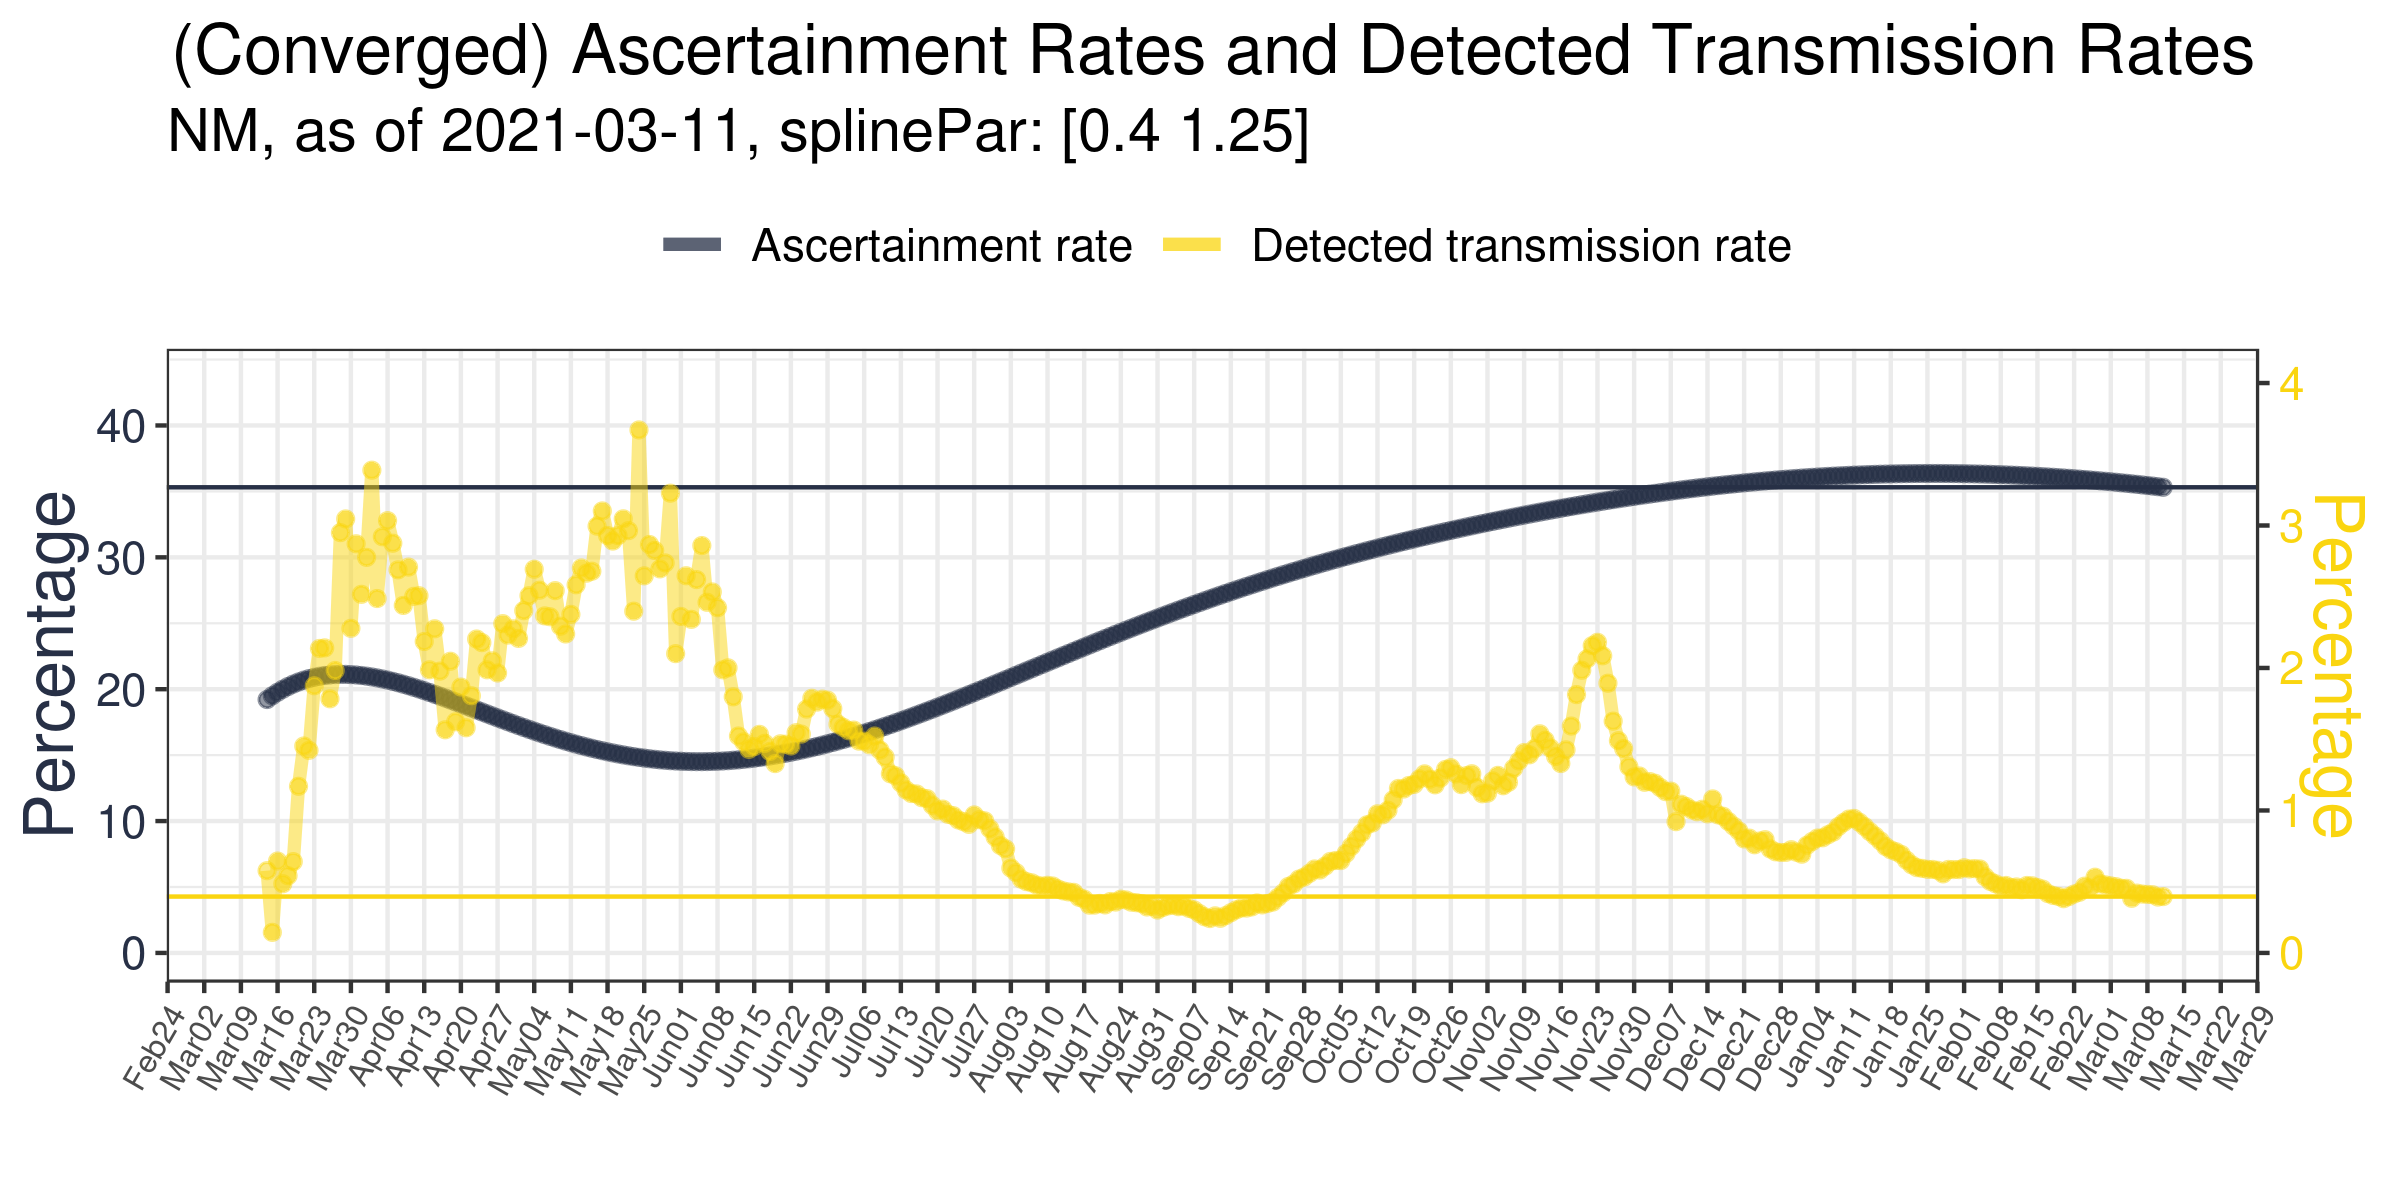 (Converged) Ascertainment Rates and Detected Transmission Rates
NM, as of 2021-03-11, splinePar: [0.4 1.25]
Ascertainment rate
Detected transmission rate
Percentage
40
30
20
10
0
4
3
2
1
0
Percentage
Feb24
Mar02
Mar09
Mar16
Mar23
Mar30
Apr06
Apr13
Apr20
Apr27
May04
May11
May18
May25
Jun01
Jun08
Jun15
Jun22
Jun29
Jul06
Jul13
Jul20
Jul27
Aug03
Aug10
Aug17
Aug24
Aug31
Sep07
Sep14
Sep21
Sep28
Oct05
Oct12
Oct19
Oct26
Nov02
Nov09
Nov16
Nov23
Nov30
Dec07
Dec14
Dec21
Dec28
Jan04
Jan11
Jan18
Jan25
Feb01
Feb08
Feb15
Feb22
Mar01
Mar08
Mar15
Mar22
Mar29